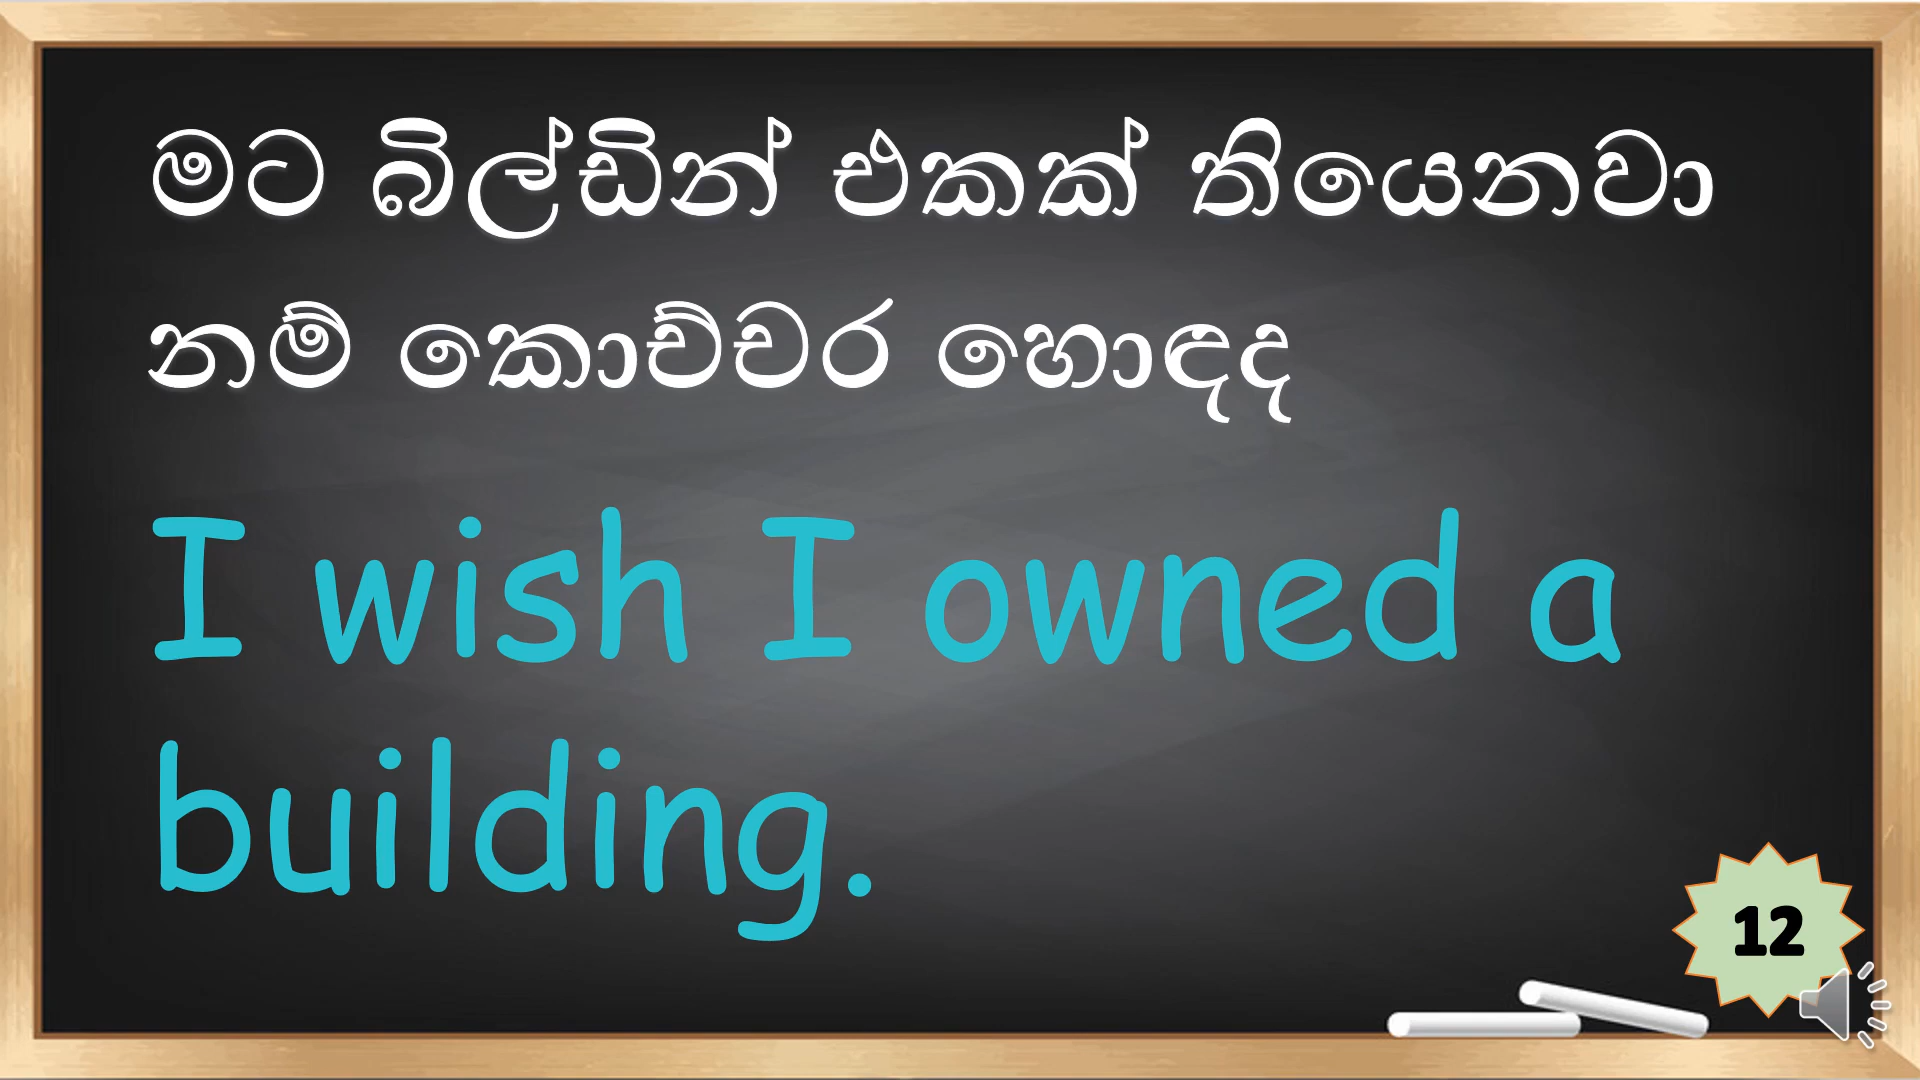 මට බිල්ඩින් එකක් තියෙනවා
නම් කොච්චර හොඳද
I wish I owned a
building.
12